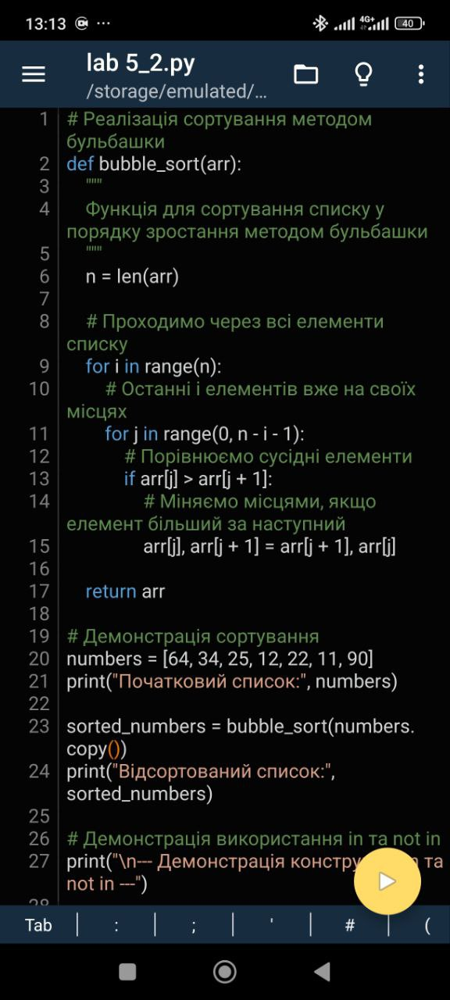 13:13
4G+
40
lab 5_2.py
/storage/emulated/...
1 # Реалізація сортування методом
бульбашки
2 def bubble_sort(arr):
3 """
4 Функція для сортування списку у
порядку зростання методом бульбашки
5 """
6 n = len(arr)
7
8 # Проходимо через всі елементи
списку
9 for i in range(n):
10 # Останні і елементів вже на своїх
місцях
11 for j in range(0, n - i - 1):
12 # Порівнюємо сусідні елементи
13 if arr[j] > arr[j + 1]:
14 # Міняємо місцями, якщо
елемент більший за наступний
15 arr[j], arr[j + 1] = arr[j + 1], arr[j]
16
17 return arr
18
19 # Демонстрація сортування
20 numbers = [64, 34, 25, 12, 22, 11, 90]
21 print("Початковий список:", numbers)
22
23 sorted_numbers = bubble_sort(numbers.
copy())
24 print("Відсортований список:",
sorted_numbers)
25
26 # Демонстрація використання in та not in
27 print("\n--- Демонстрація та
not in ---")
Tab : ; ' # (